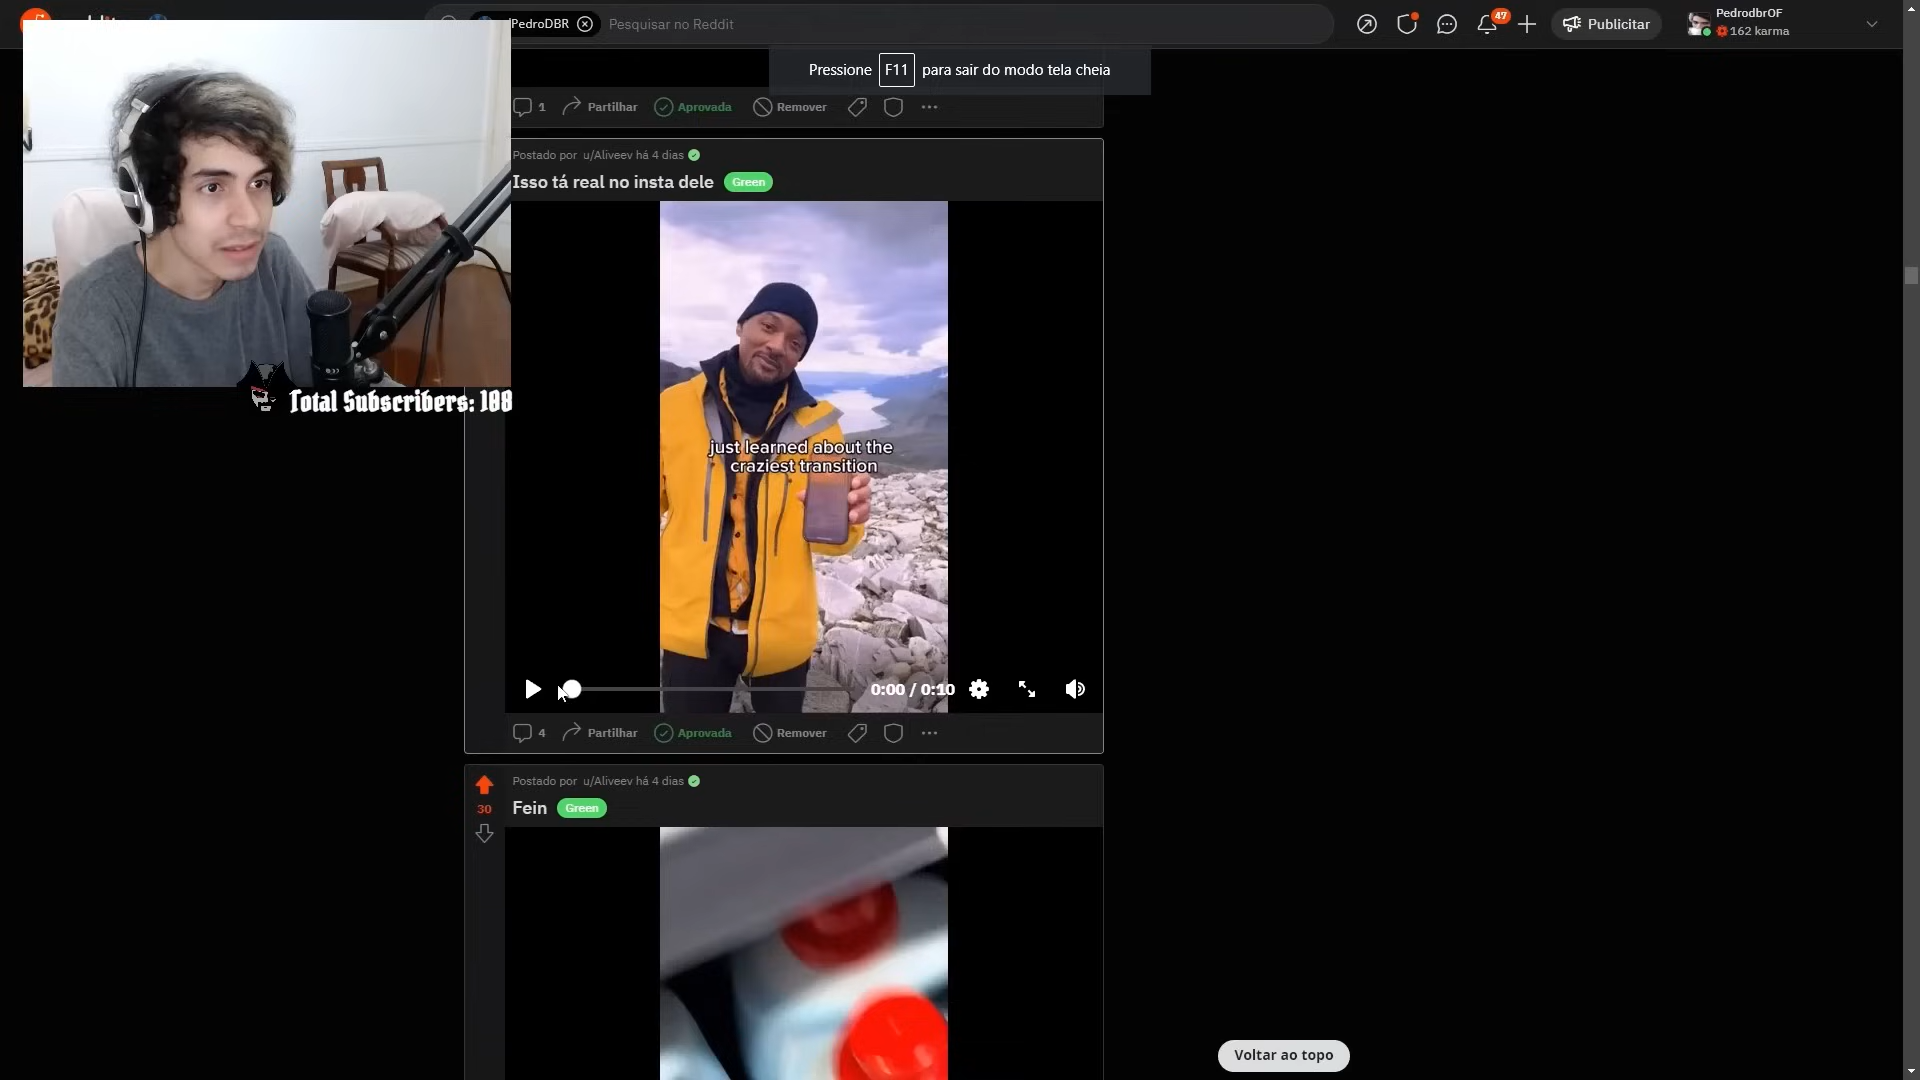 PedroDBR
Pesquisar no Reddit
47
Publicitar
PedrodbrOF
162 karma
Pressione F11 para sair do modo tela cheia
1 Partilhar Aprovada Remover
Postado por u/Aliveev há 4 dias
Isso tá real no insta dele Green
just learned about the
craziest transition
Total Subscribers: 188
0:00 / 0:10
4 Partilhar Aprovada Remover
Postado por u/Aliveev há 4 dias
30
Fein Green
Voltar ao topo